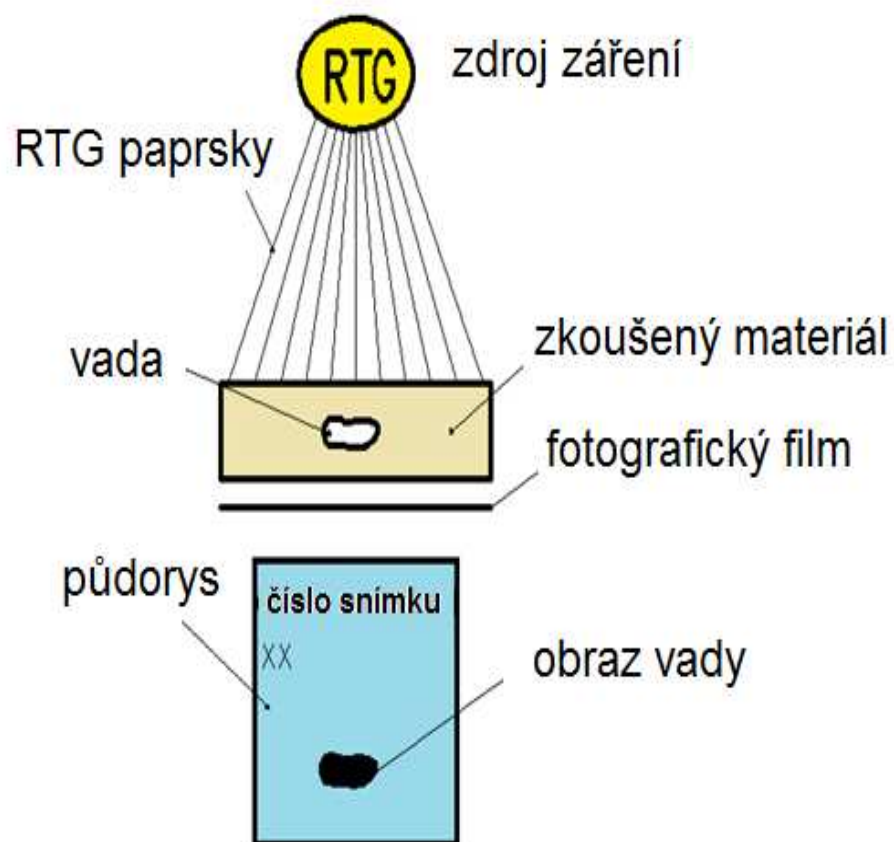 RTG
zdroj záření
RTG paprsky
vada
zkoušený materiál
fotografický film
půdorys
číslo snímku
XX
obraz vady